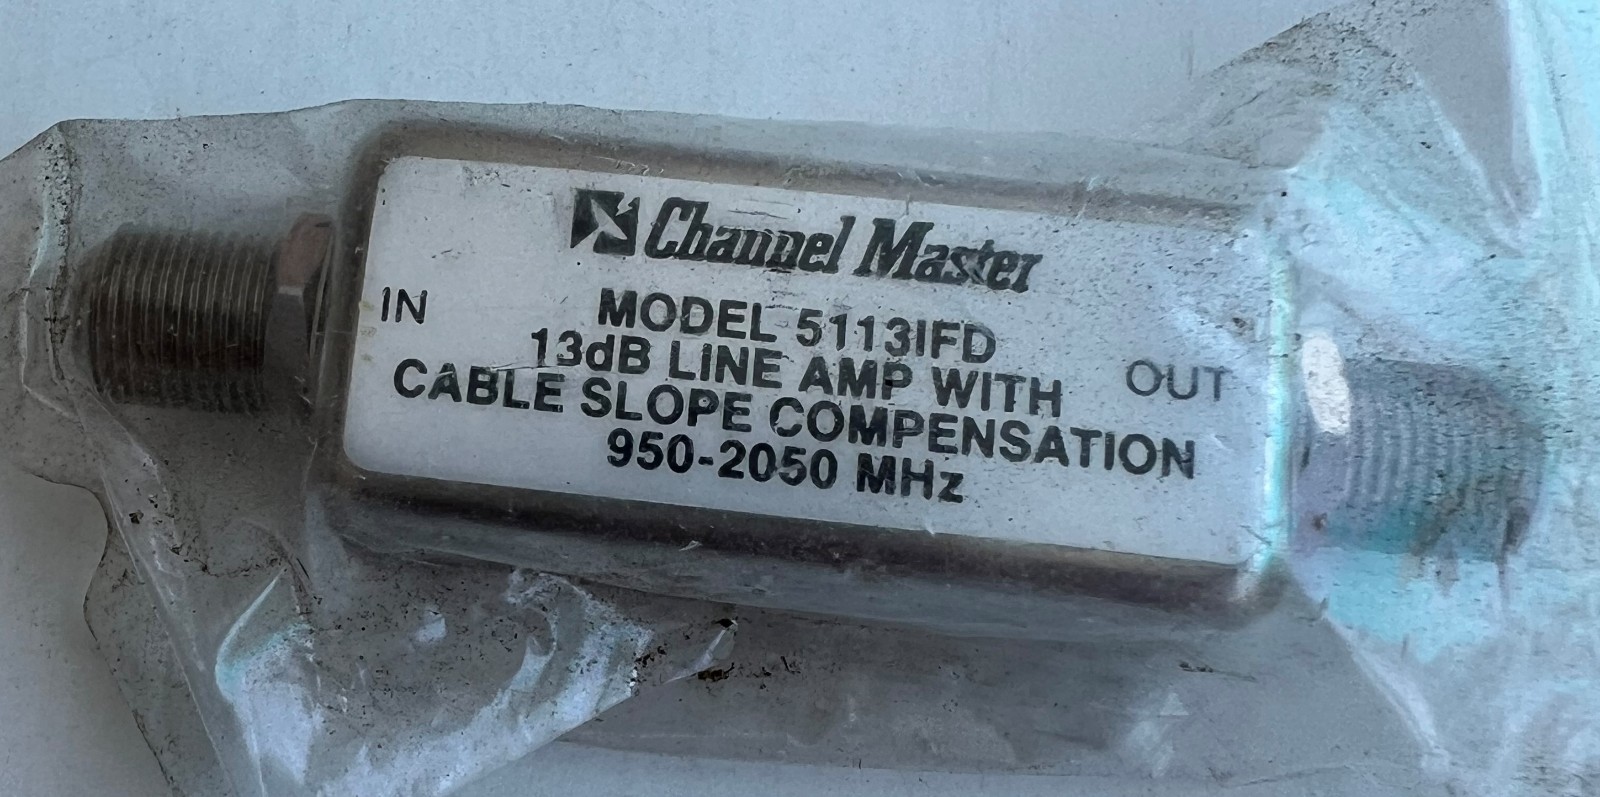 Channel Master
IN
MODEL 5113IFD
13dB LINE AMP WITH
OUT
CABLE SLOPE COMPENSATION
950-2050 MHz